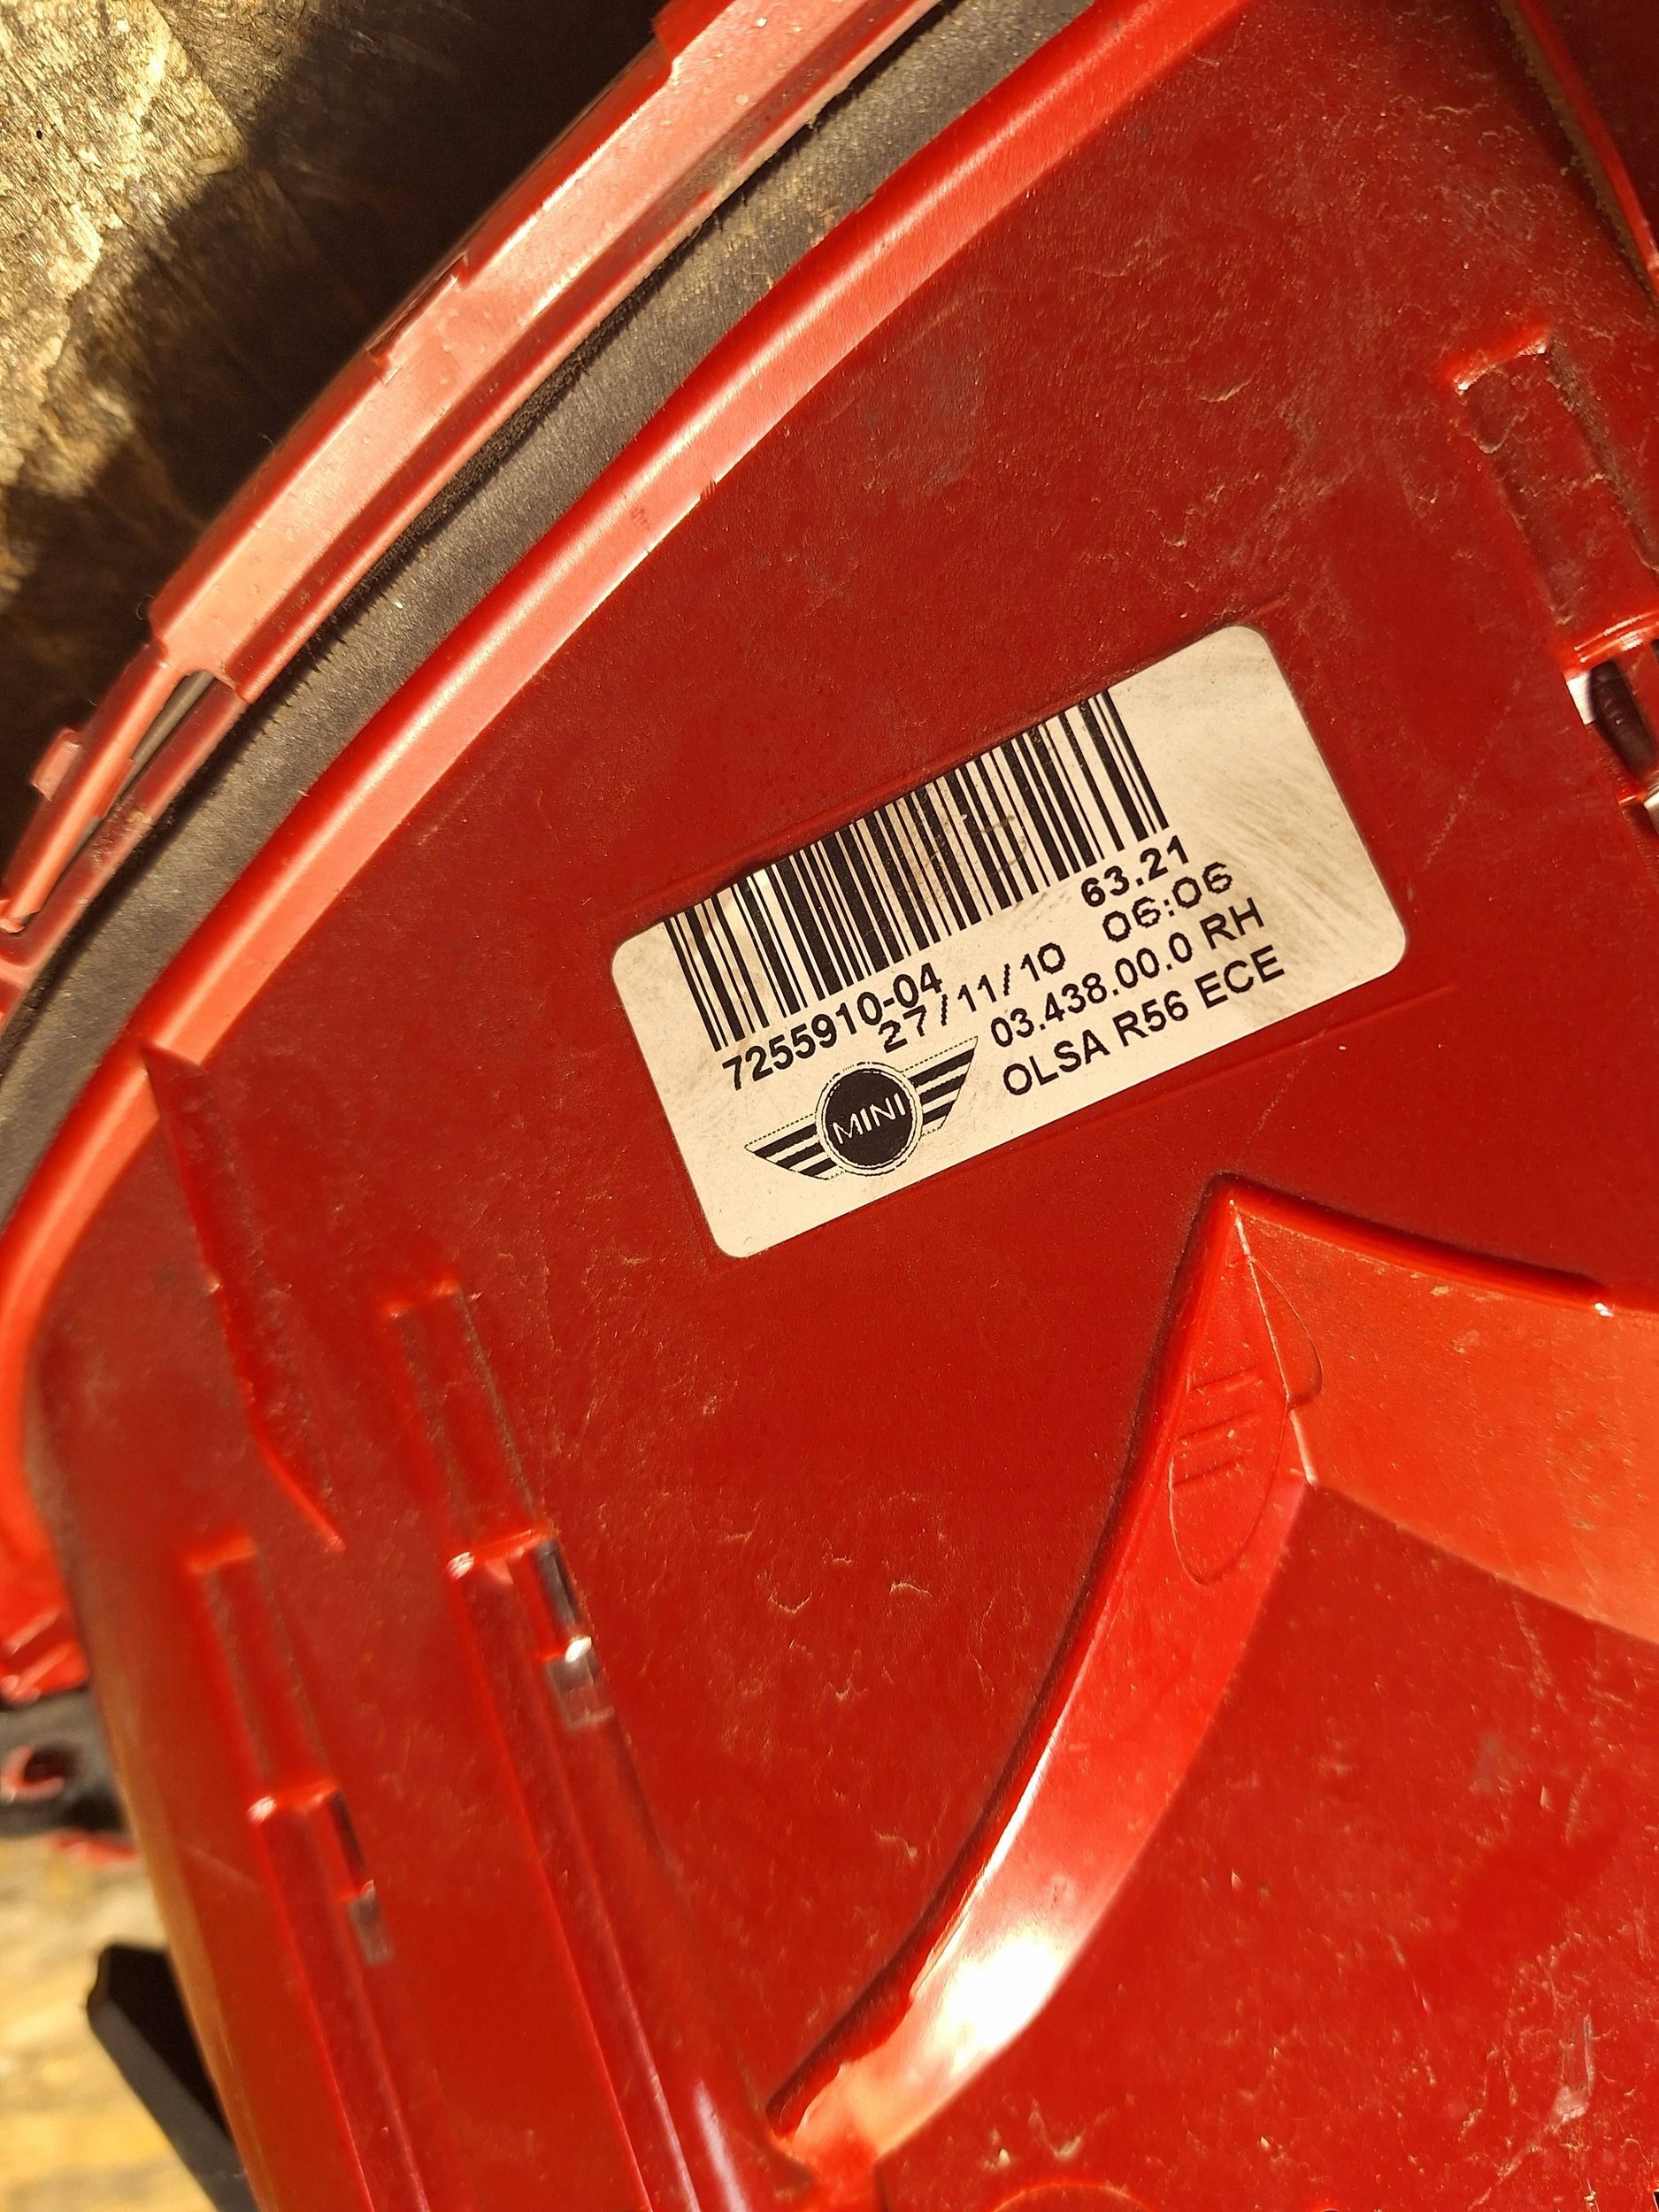 63.21
7255910-04
27/11/10 06:06
03.438.00.0 RH
OLSA R56 ECE
MINI